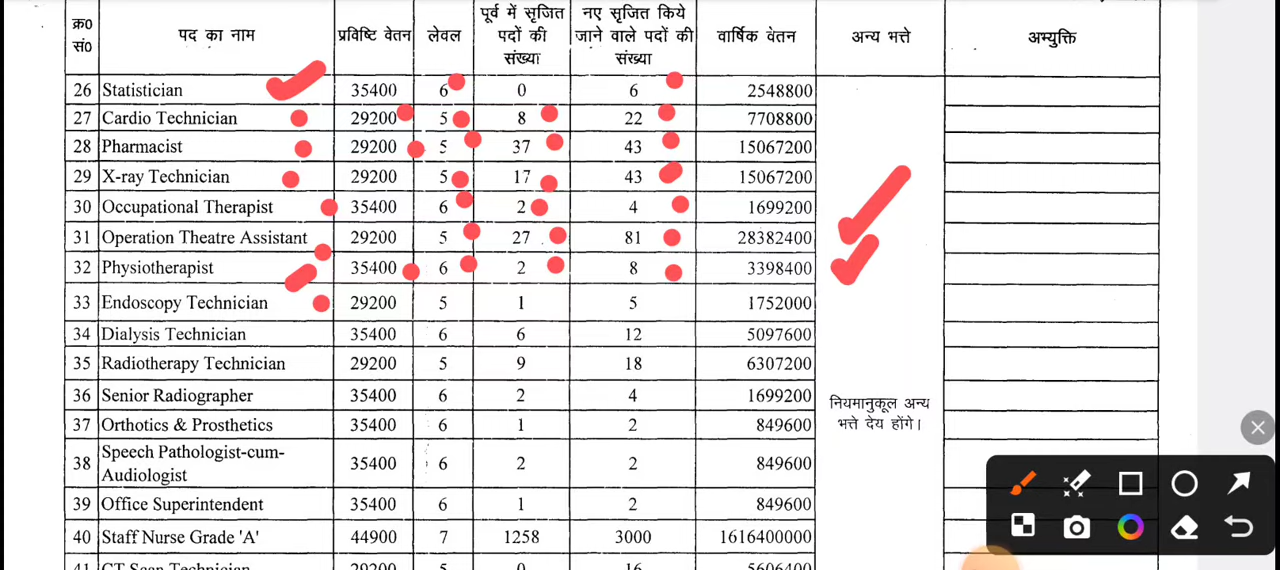 क्र0 सं0 | पद का नाम | प्रविष्टि वेतन | लेवल | पूर्व में सृजित पदों की संख्या | नए सृजित किये जाने वाले पदों की संख्या | वार्षिक वेतन | अन्य भत्ते | अभ्युक्ति
26 Statistician 35400 6 0 6 2548800
27 Cardio Technician 29200 5 8 22 7708800
28 Pharmacist 29200 5 37 43 15067200
29 X-ray Technician 29200 5 17 43 15067200
30 Occupational Therapist 35400 6 2 4 1699200
31 Operation Theatre Assistant 29200 5 27 81 28382400
32 Physiotherapist 35400 6 2 8 3398400
33 Endoscopy Technician 29200 5 1 5 1752000
34 Dialysis Technician 35400 6 6 12 5097600
35 Radiotherapy Technician 29200 5 9 18 6307200
36 Senior Radiographer 35400 6 2 4 1699200
नियमानुकूल अन्य
भत्ते देय होंगे।
37 Orthotics & Prosthetics 35400 6 1 2 849600
38 Speech Pathologist-cum-
Audiologist 35400 6 2 2 849600
39 Office Superintendent 35400 6 1 2 849600
40 Staff Nurse Grade 'A' 44900 7 1258 3000 1616400000